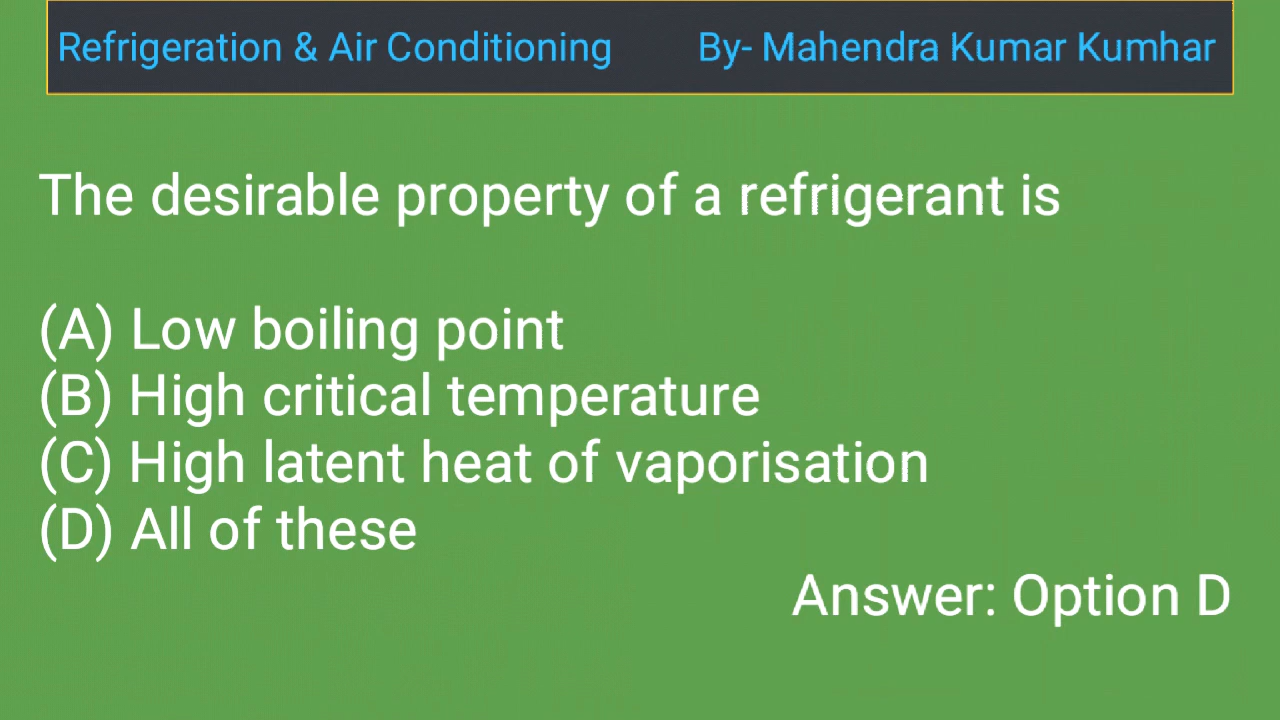 Refrigeration & Air Conditioning By- Mahendra Kumar Kumhar
The desirable property of a refrigerant is
(A) Low boiling point
(B) High critical temperature
(C) High latent heat of vaporisation
(D) All of these
Answer: Option D